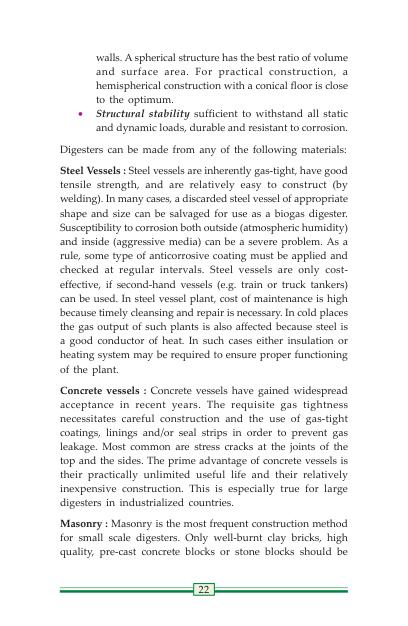 walls. A spherical structure has the best ratio of volume
and surface area. For practical construction, a
hemispherical construction with a conical floor is close
to the optimum.
• Structural stability sufficient to withstand all static
and dynamic loads, durable and resistant to corrosion.
Digesters can be made from any of the following materials:
Steel Vessels : Steel vessels are inherently gas-tight, have good
tensile strength, and are relatively easy to construct (by
welding). In many cases, a discarded steel vessel of appropriate
shape and size can be salvaged for use as a biogas digester.
Susceptibility to corrosion both outside (atmospheric humidity)
and inside (aggressive media) can be a severe problem. As a
rule, some type of anticorrosive coating must be applied and
checked at regular intervals. Steel vessels are only cost-
effective, if second-hand vessels (e.g. train or truck tankers)
can be used. In steel vessel plant, cost of maintenance is high
because timely cleansing and repair is necessary. In cold places
the gas output of such plants is also affected because steel is
a good conductor of heat. In such cases either insulation or
heating system may be required to ensure proper functioning
of the plant.
Concrete vessels : Concrete vessels have gained widespread
acceptance in recent years. The requisite gas tightness
necessitates careful construction and the use of gas-tight
coatings, linings and/or seal strips in order to prevent gas
leakage. Most common are stress cracks at the joints of the
top and the sides. The prime advantage of concrete vessels is
their practically unlimited useful life and their relatively
inexpensive construction. This is especially true for large
digesters in industrialized countries.
Masonry : Masonry is the most frequent construction method
for small scale digesters. Only well-burnt clay bricks, high
quality, pre-cast concrete blocks or stone blocks should be
22